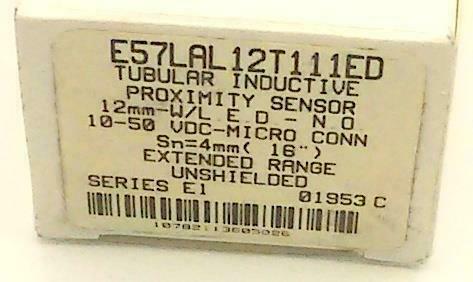 E57LAL12T111ED
TUBULAR INDUCTIVE
PROXIMITY SENSOR
12mm-W/L E D - N O
10-50 VDC-MICRO CONN
Sn=4mm( 16")
EXTENDED RANGE
UNSHIELDED
SERIES E1 01953 C